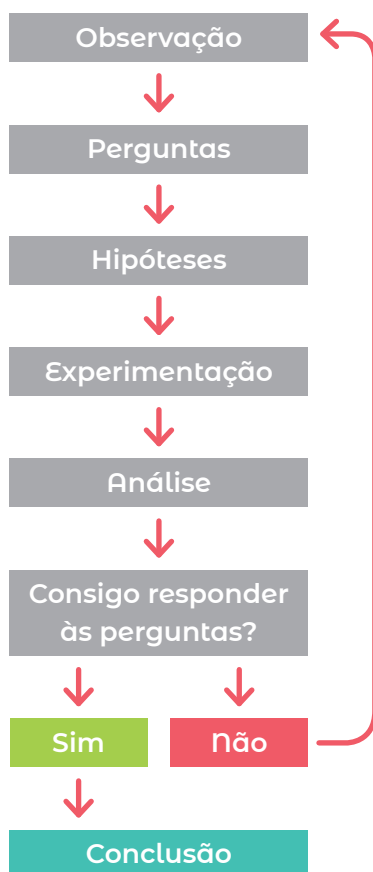 Observação
Perguntas
Hipóteses
Experimentação
Análise
Consigo responder
às perguntas?
Sim
Não
Conclusão